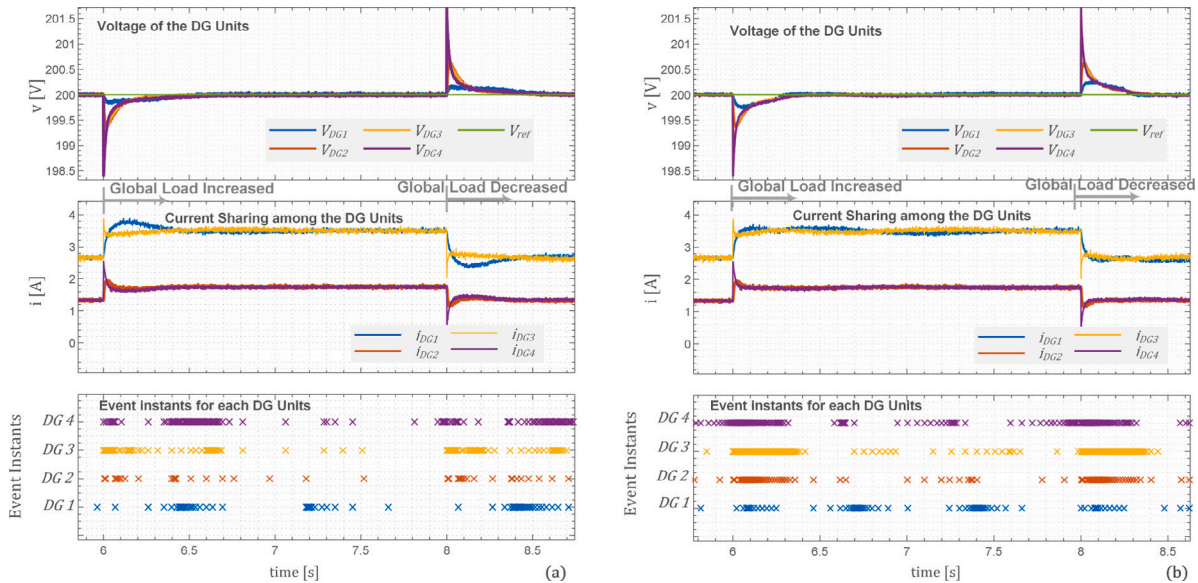 Voltage of the DG Units
v [V]
201.5
201
200.5
200
199.5
199
198.5
V_DG1 V_DG3 V_ref
V_DG2 V_DG4
Global Load Increased
Global Load Decreased
Current Sharing among the DG Units
i [A]
4
3
2
1
0
i_DG1 i_DG3
i_DG2 i_DG4
Event instants for each DG Units
Event Instants
DG 4
DG 3
DG 2
DG 1
6 6.5 7 7.5 8 8.5
time [s]
(a)
Voltage of the DG Units
v [V]
201.5
201
200.5
200
199.5
199
198.5
V_DG1 V_DG3 V_ref
V_DG2 V_DG4
Global Load Increased
Global Load Decreased
Current Sharing among the DG Units
i [A]
4
3
2
1
0
i_DG1 i_DG3
i_DG2 i_DG4
Event instants for each DG Units
Event Instants
DG 4
DG 3
DG 2
DG 1
6 6.5 7 7.5 8 8.5
time [s]
(b)